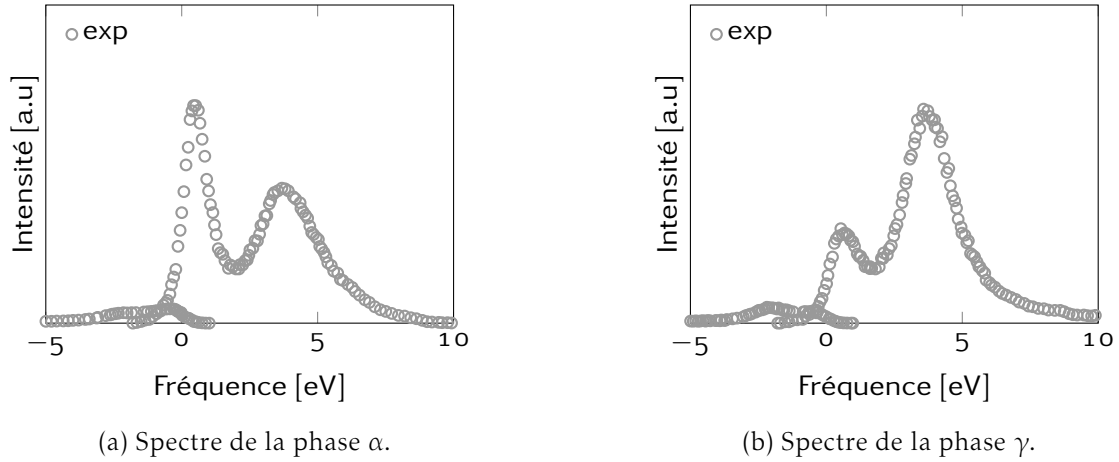 exp
Intensité [a.u]
−5 0 5 10
Fréquence [eV]
(a) Spectre de la phase α.
exp
Intensité [a.u]
−5 0 5 10
Fréquence [eV]
(b) Spectre de la phase γ.